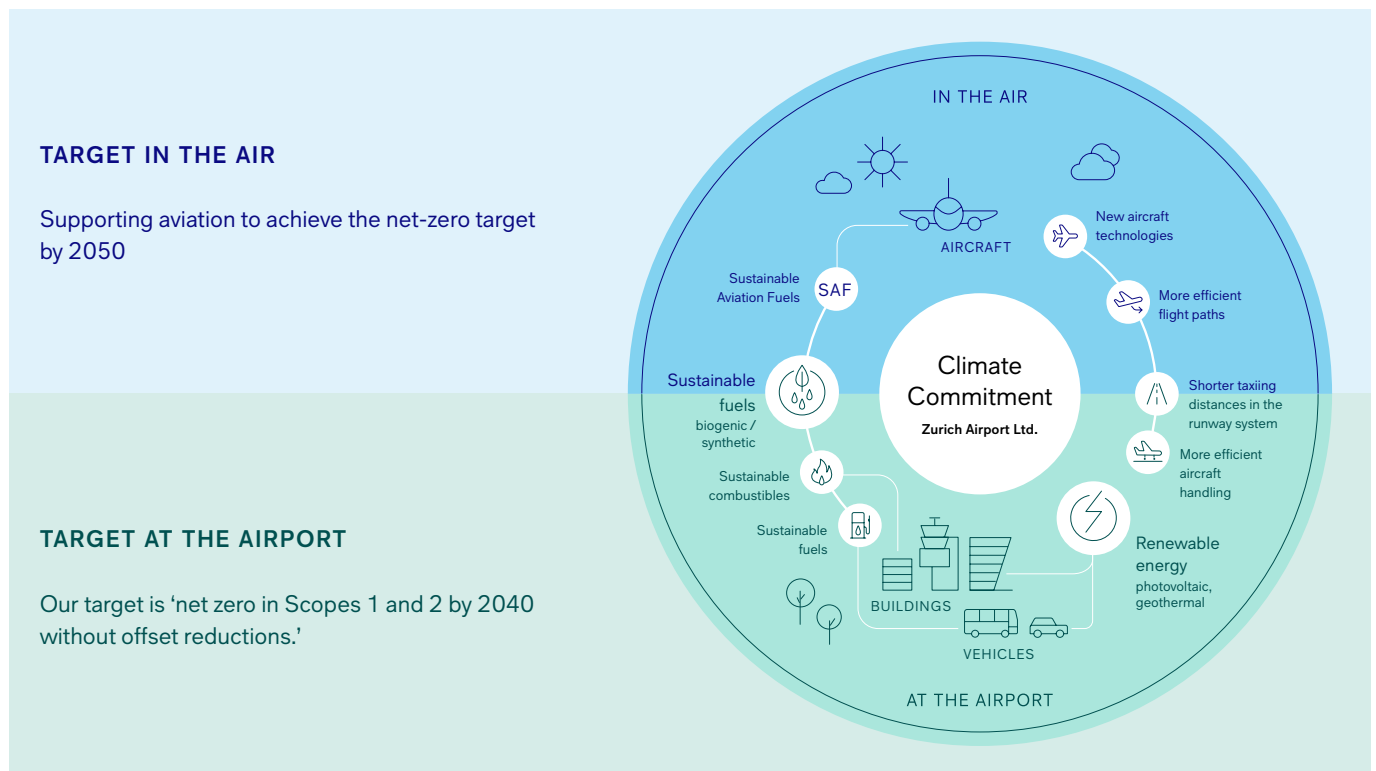 TARGET IN THE AIR
Supporting aviation to achieve the net-zero target
by 2050
TARGET AT THE AIRPORT
Our target is ‘net zero in Scopes 1 and 2 by 2040
without offset reductions.’
IN THE AIR
AIRCRAFT
New aircraft
technologies
Sustainable
Aviation Fuels
SAF
More efficient
flight paths
Climate
Commitment
Zurich Airport Ltd.
Sustainable
fuels
biogenic /
synthetic
Shorter taxiing
distances in the
runway system
More efficient
aircraft
handling
Sustainable
combustibles
Sustainable
fuels
Renewable
energy
photovoltaic,
geothermal
BUILDINGS
VEHICLES
AT THE AIRPORT